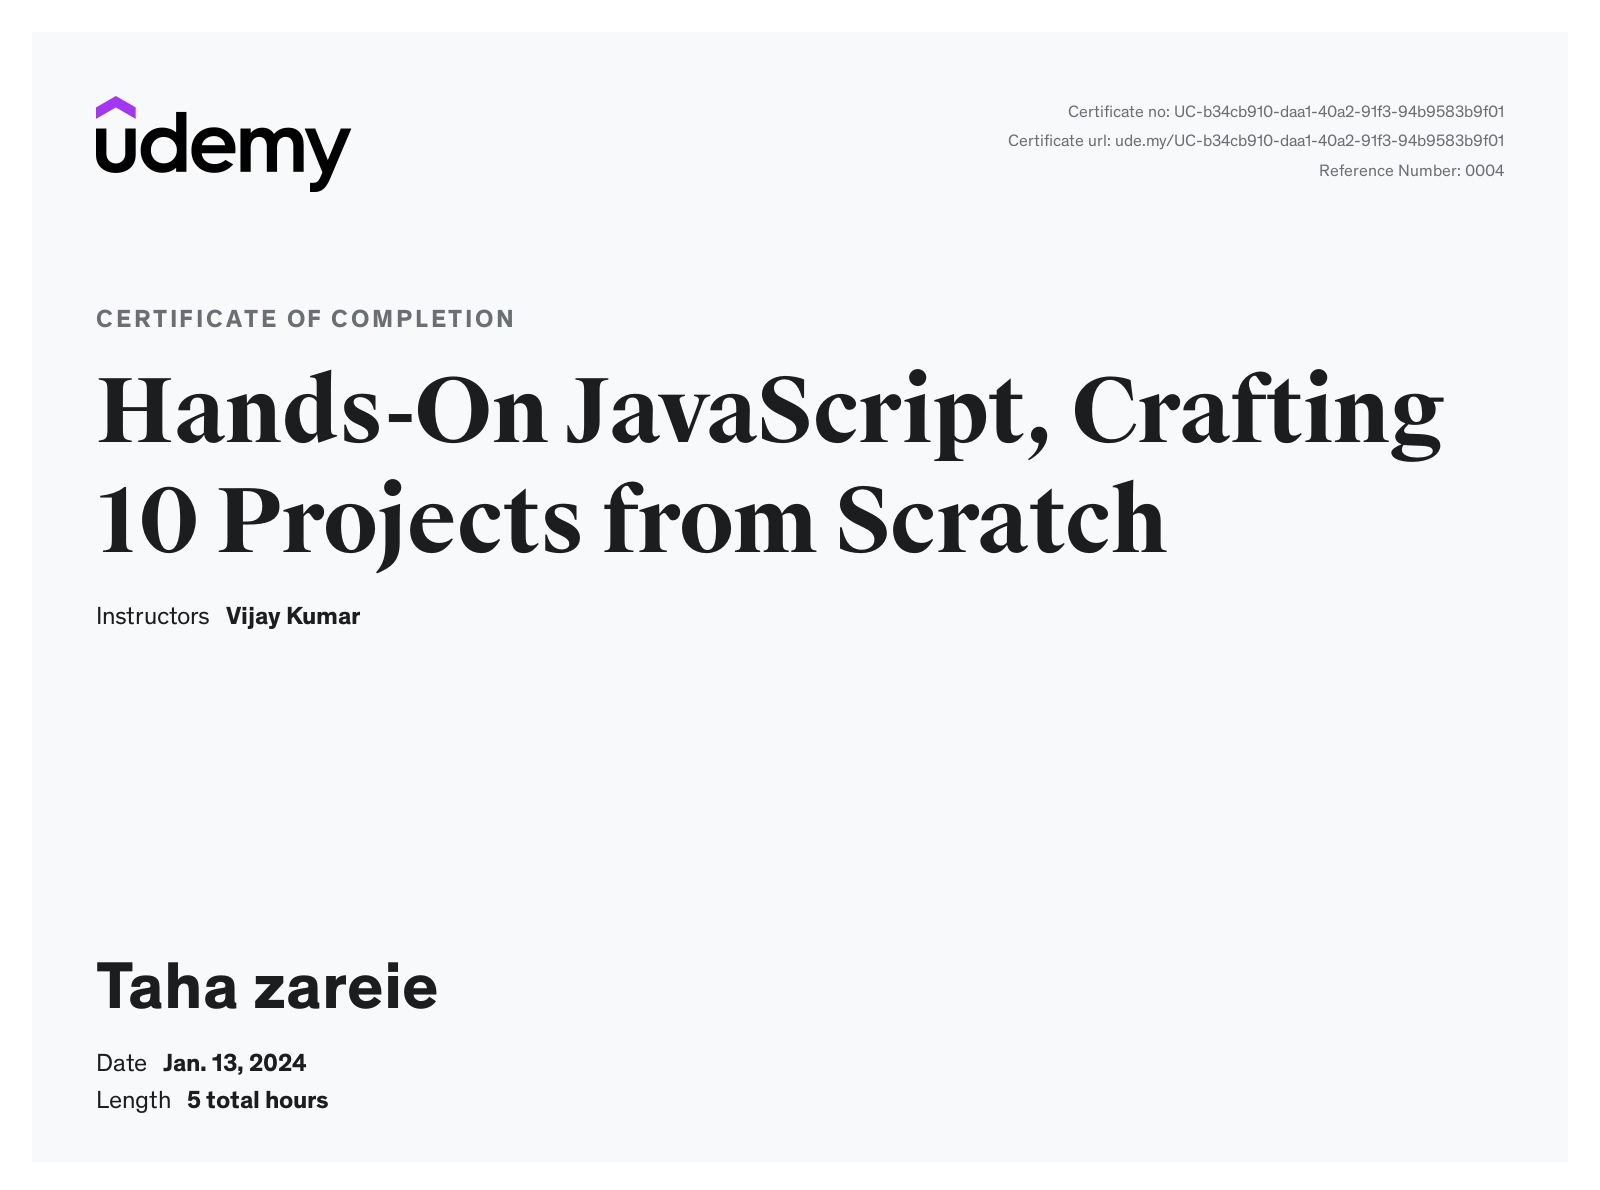 udemy
Certificate no: UC-b34cb910-daa1-40a2-91f3-94b9583b9f01
Certificate url: ude.my/UC-b34cb910-daa1-40a2-91f3-94b9583b9f01
Reference Number: 0004
CERTIFICATE OF COMPLETION
Hands-On JavaScript, Crafting
10 Projects from Scratch
Instructors Vijay Kumar
Taha zareie
Date Jan. 13, 2024
Length 5 total hours